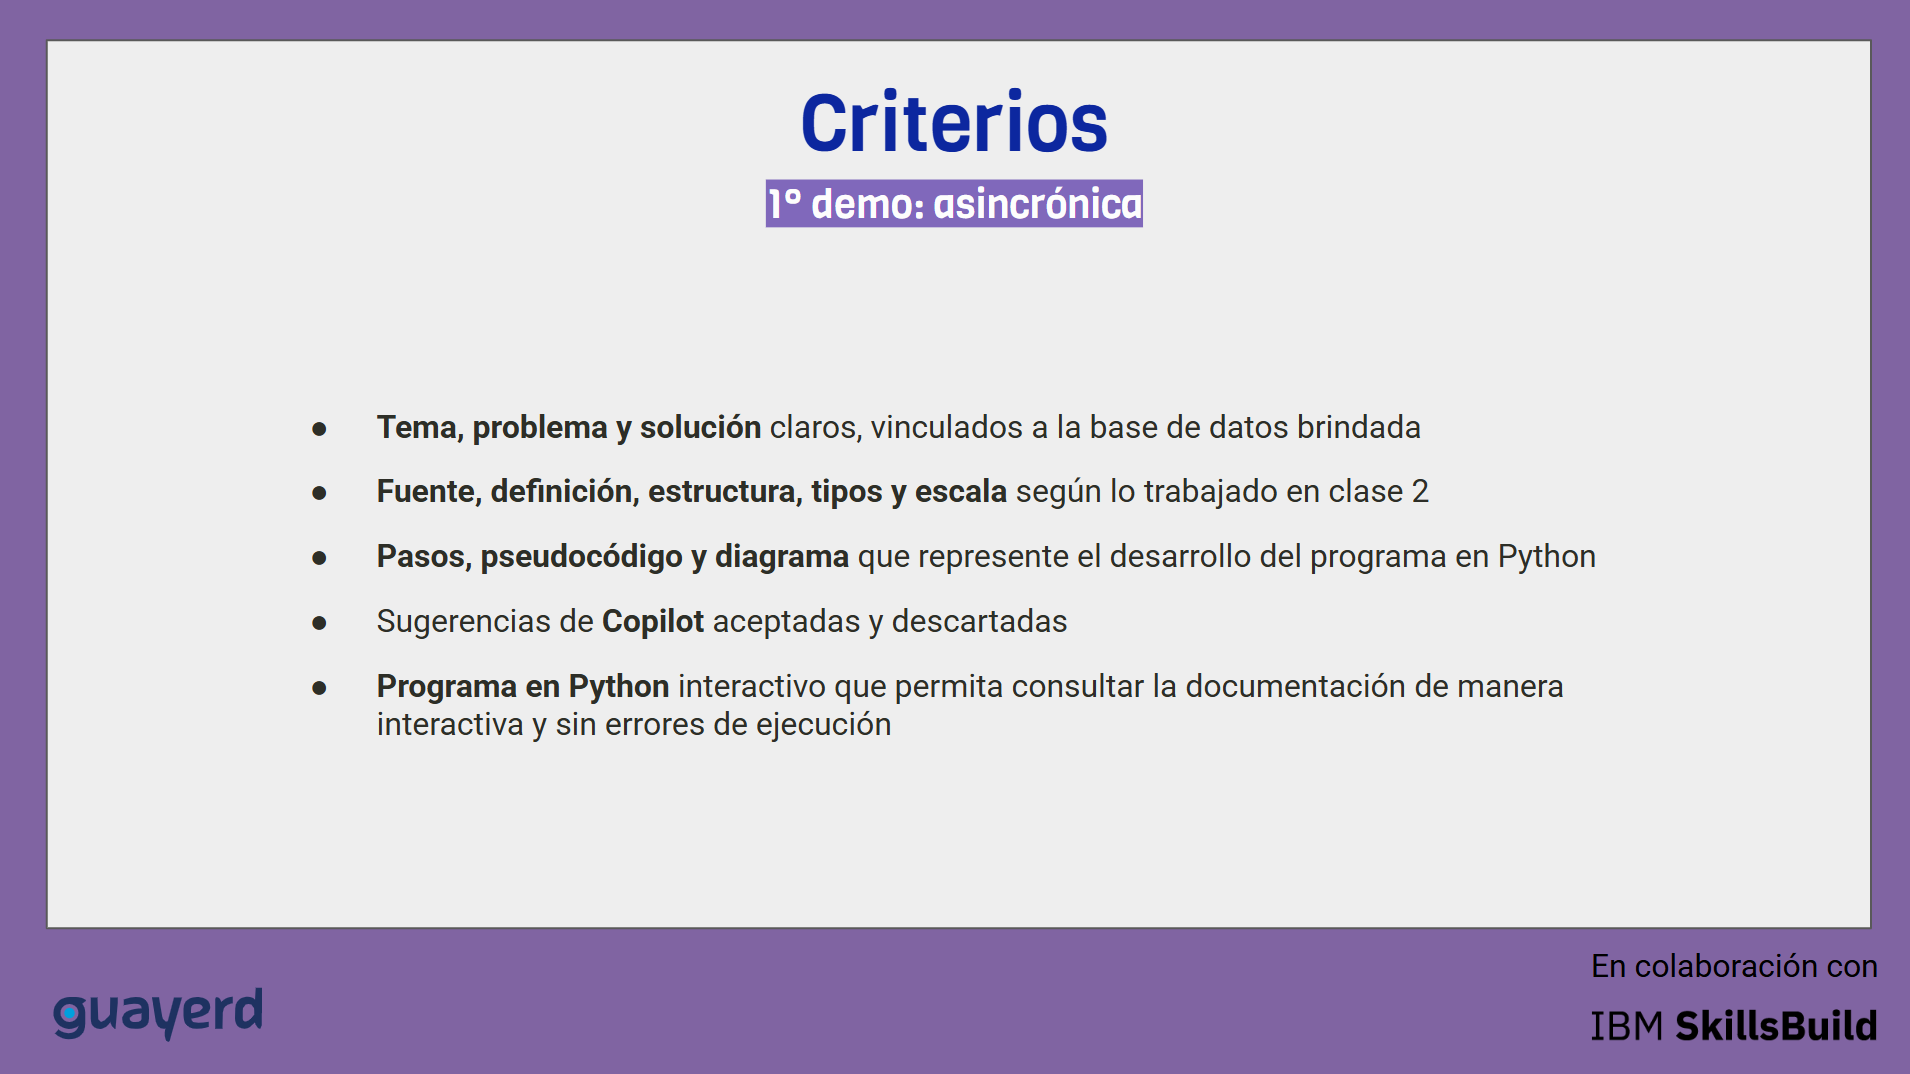 Criterios
1º demo: asincrónica
● Tema, problema y solución claros, vinculados a la base de datos brindada
● Fuente, definición, estructura, tipos y escala según lo trabajado en clase 2
● Pasos, pseudocódigo y diagrama que represente el desarrollo del programa en Python
● Sugerencias de Copilot aceptadas y descartadas
● Programa en Python interactivo que permita consultar la documentación de manera
interactiva y sin errores de ejecución
guayerd
En colaboración con
IBM SkillsBuild